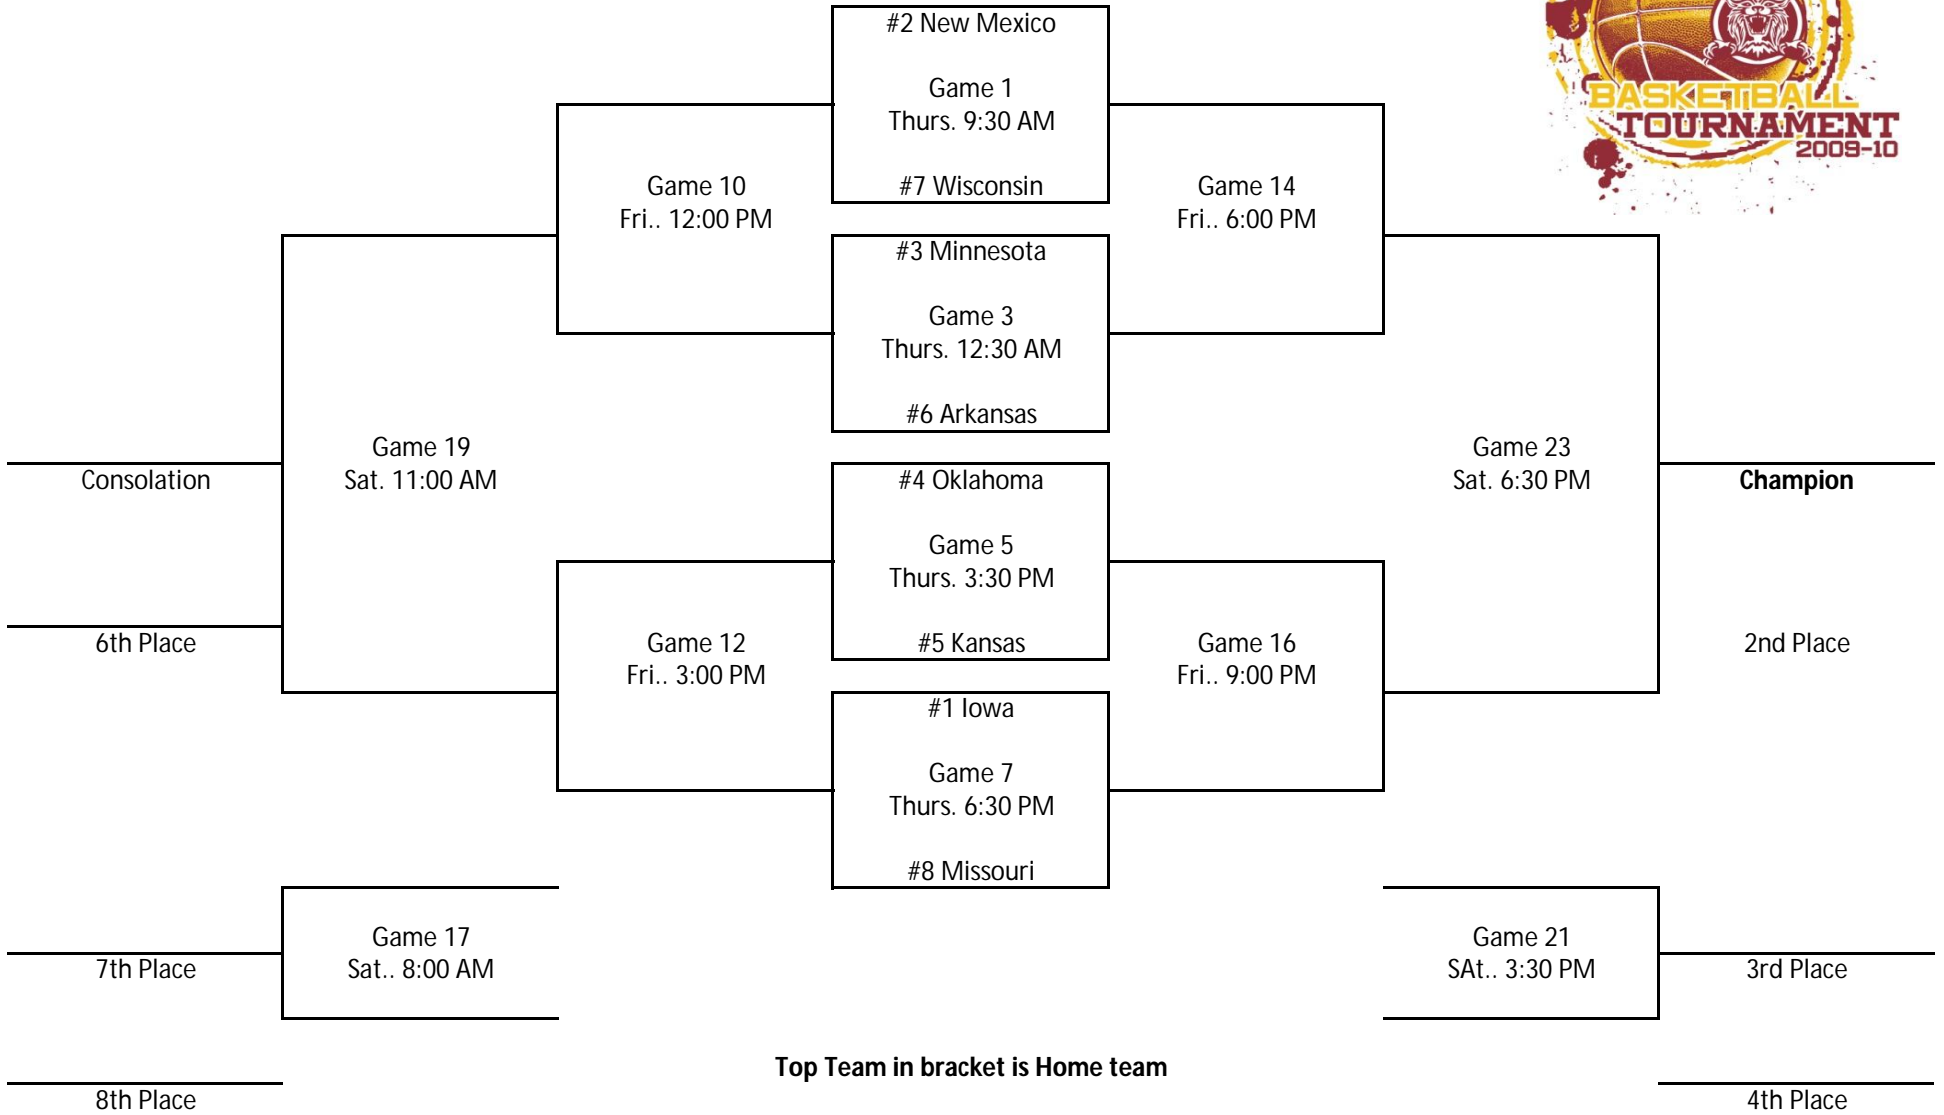 #2 New Mexico
Game 1
Thurs. 9:30 AM
#7 Wisconsin
BASKETBALL
TOURNAMENT
2009-10
Game 10
Fri.. 12:00 PM
Game 14
Fri.. 6:00 PM
#3 Minnesota
Game 3
Thurs. 12:30 AM
#6 Arkansas
Game 19
Sat. 11:00 AM
Game 23
Sat. 6:30 PM
Consolation
Champion
#4 Oklahoma
Game 5
Thurs. 3:30 PM
#5 Kansas
6th Place
Game 12
Fri.. 3:00 PM
Game 16
Fri.. 9:00 PM
2nd Place
#1 Iowa
Game 7
Thurs. 6:30 PM
#8 Missouri
Game 17
Sat.. 8:00 AM
Game 21
SAt.. 3:30 PM
7th Place
3rd Place
Top Team in bracket is Home team
8th Place
4th Place